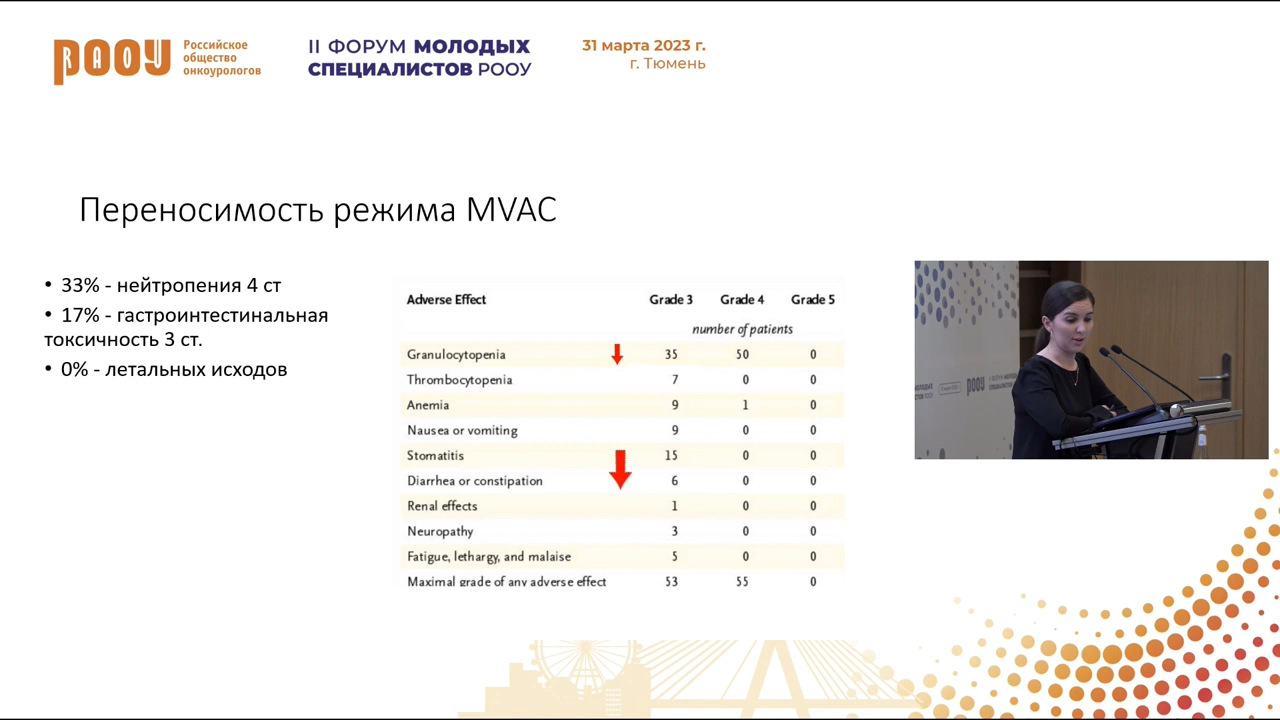 РООУ
RAOU
Российское
общество
онкоурологов
II ФОРУМ МОЛОДЫХ
СПЕЦИАЛИСТОВ РООУ
31 марта 2023 г.
г. Тюмень
Переносимость режима MVAC
• 33% - нейтропения 4 ст
• 17% - гастроинтестинальная
токсичность 3 ст.
• 0% - летальных исходов
Adverse Effect Grade 3 Grade 4 Grade 5
number of patients
Granulocytopenia 35 50 0
Thrombocytopenia 7 0 0
Anemia 9 1 0
Nausea or vomiting 9 0 0
Stomatitis 15 0 0
Diarrhea or constipation 6 0 0
Renal effects 1 0 0
Neuropathy 3 0 0
Fatigue, lethargy, and malaise 5 0 0
Maximal grade of any adverse effect 53 55 0
РООУ